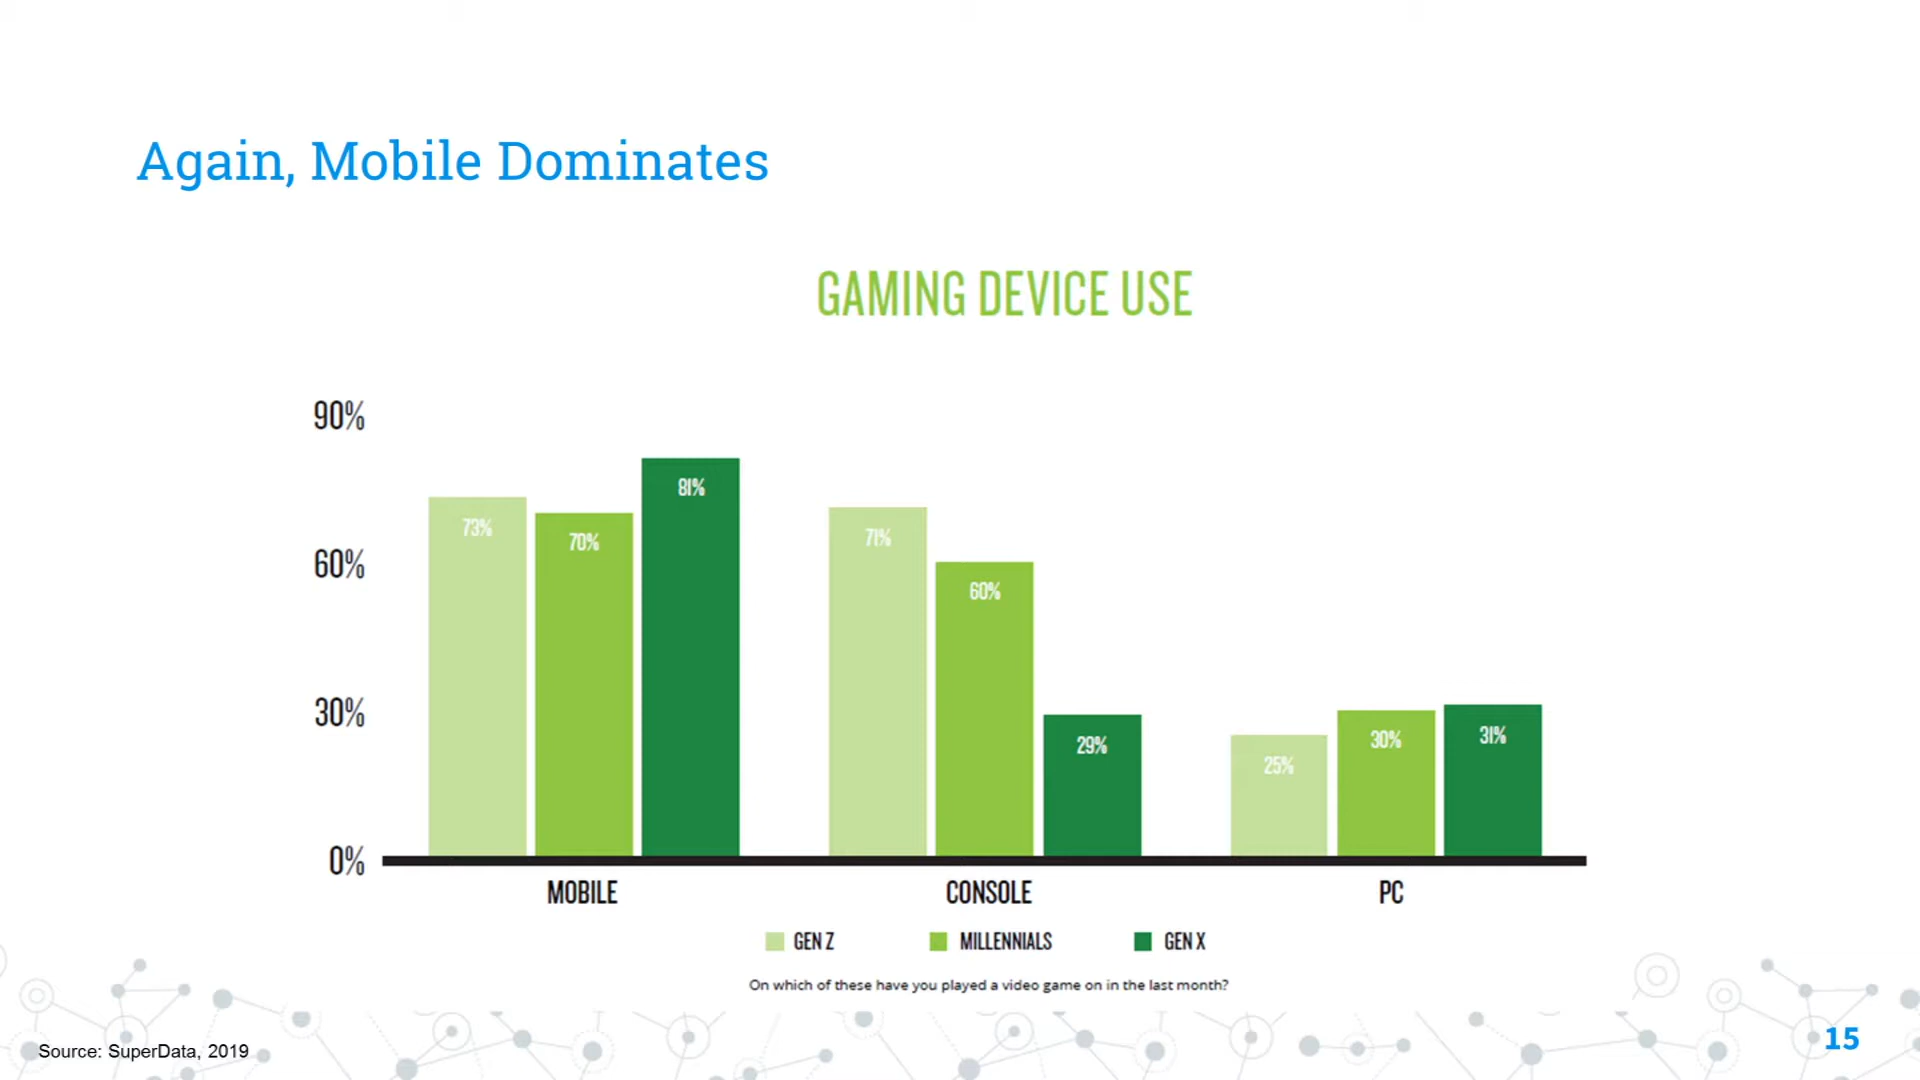 Again, Mobile Dominates
GAMING DEVICE USE
90%
60%
30%
0%
73%
70%
81%
71%
60%
29%
25%
30%
31%
MOBILE
CONSOLE
PC
GEN Z
MILLENNIALS
GEN X
On which of these have you played a video game on in the last month?
Source: SuperData, 2019
15